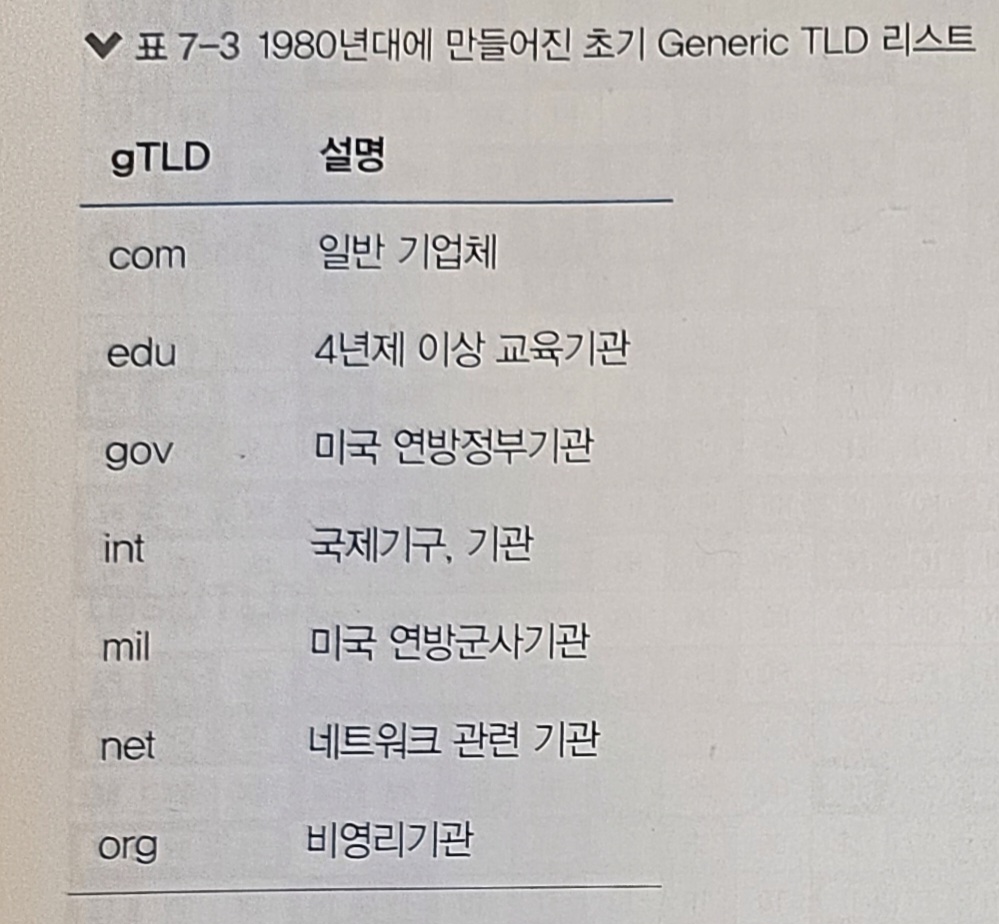 표 7-3 1980년대에 만들어진 초기 Generic TLD 리스트
gTLD 설명
com 일반 기업체
edu 4년제 이상 교육기관
gov 미국 연방정부기관
int 국제기구, 기관
mil 미국 연방군사기관
net 네트워크 관련 기관
org 비영리기관